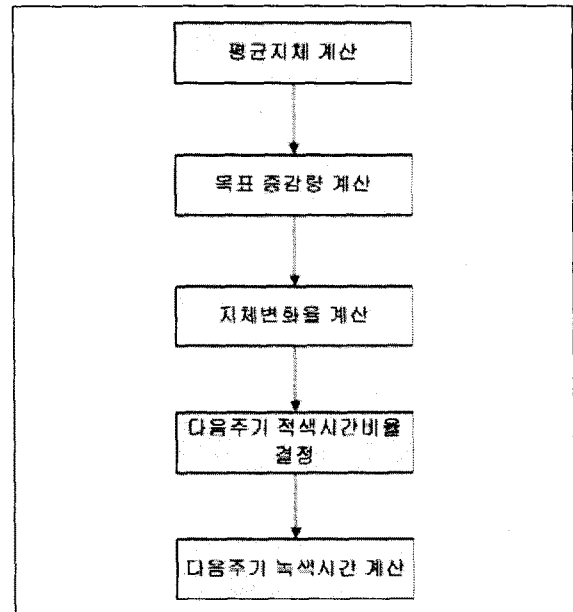 평균지체 계산
목표 증감량 계산
지체변화율 계산
다음주기 적색시간비율
결정
다음주기 녹색시간 계산